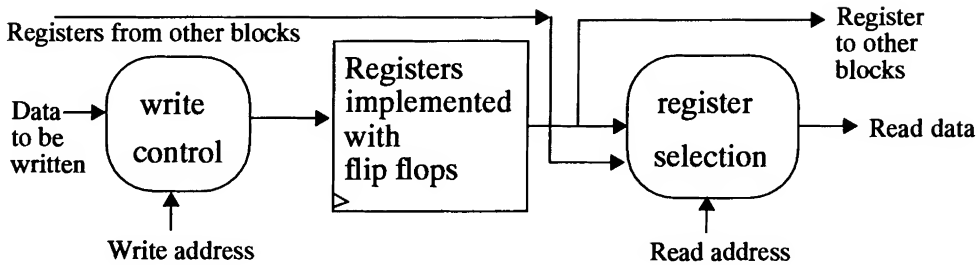 Registers from other blocks
Register
to other
blocks
Data
to be
written
write
control
Registers
implemented
with
flip flops
register
selection
Read data
Write address
Read address